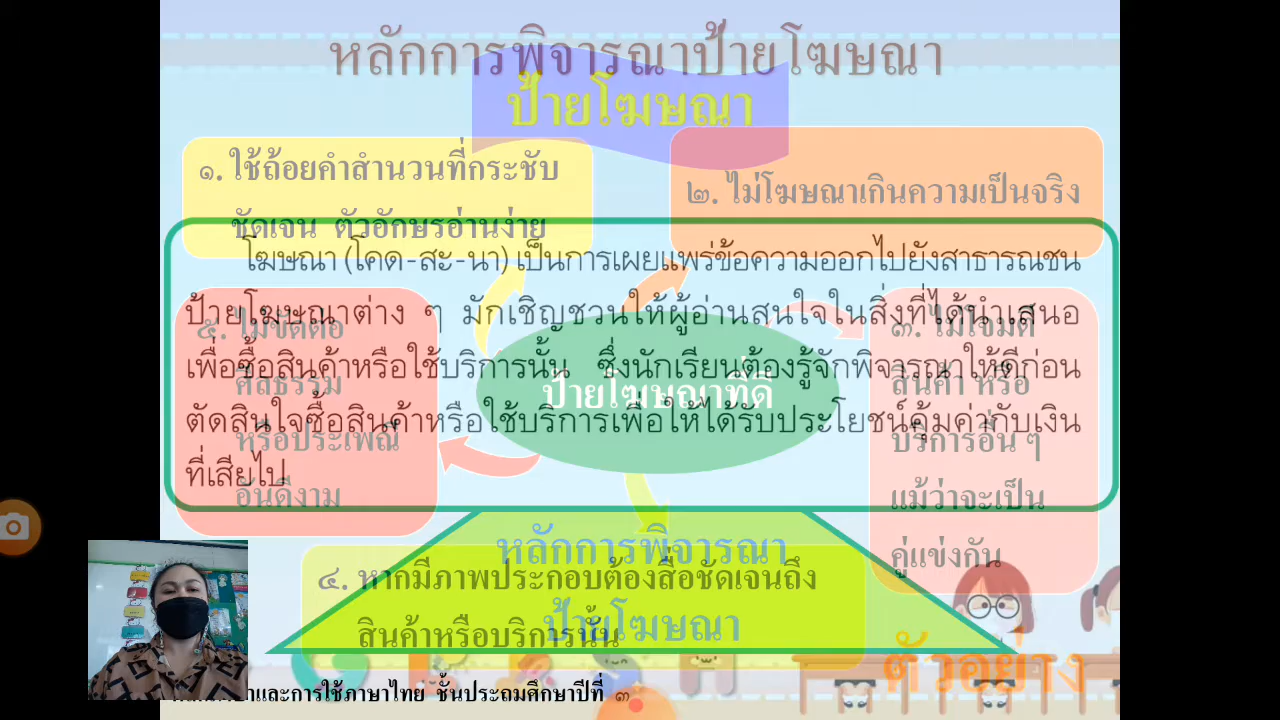 หลักการพิจารณาป้ายโฆษณา
ป้ายโฆษณา
๑. ใช้ถ้อยคำสำนวนที่กระชับ
ชัดเจน ตัวอักษรอ่านง่าย
๒. ไม่โฆษณาเกินความเป็นจริง
โฆษณา (โคด-สะ-นา) เป็นการเผยแพร่ข้อความออกไปยังสาธารณชน
ป้ายโฆษณาต่าง ๆ มักเชิญชวนให้ผู้อ่านสนใจในสิ่งที่ได้นำเสนอ
เพื่อซื้อสินค้าหรือใช้บริการนั้น ซึ่งนักเรียนต้องรู้จักพิจารณาให้ดีก่อน
ตัดสินใจซื้อสินค้าหรือใช้บริการเพื่อให้ได้รับประโยชน์คุ้มค่ากับเงิน
ที่เสียไป
๕. ไม่ขัดต่อ
ศีลธรรม
หรือประเพณี
อันดีงาม
ป้ายโฆษณาที่ดี
๓. ไม่โจมตี
สินค้า หรือ
บริการอื่น ๆ
แม้ว่าจะเป็น
คู่แข่งกัน
หลักการพิจารณา
ป้ายโฆษณา
๔. หากมีภาพประกอบต้องสื่อชัดเจนถึง
สินค้าหรือบริการนั้น
ตัวอย่าง
และการใช้ภาษาไทย ชั้นประถมศึกษาปีที่ ๓